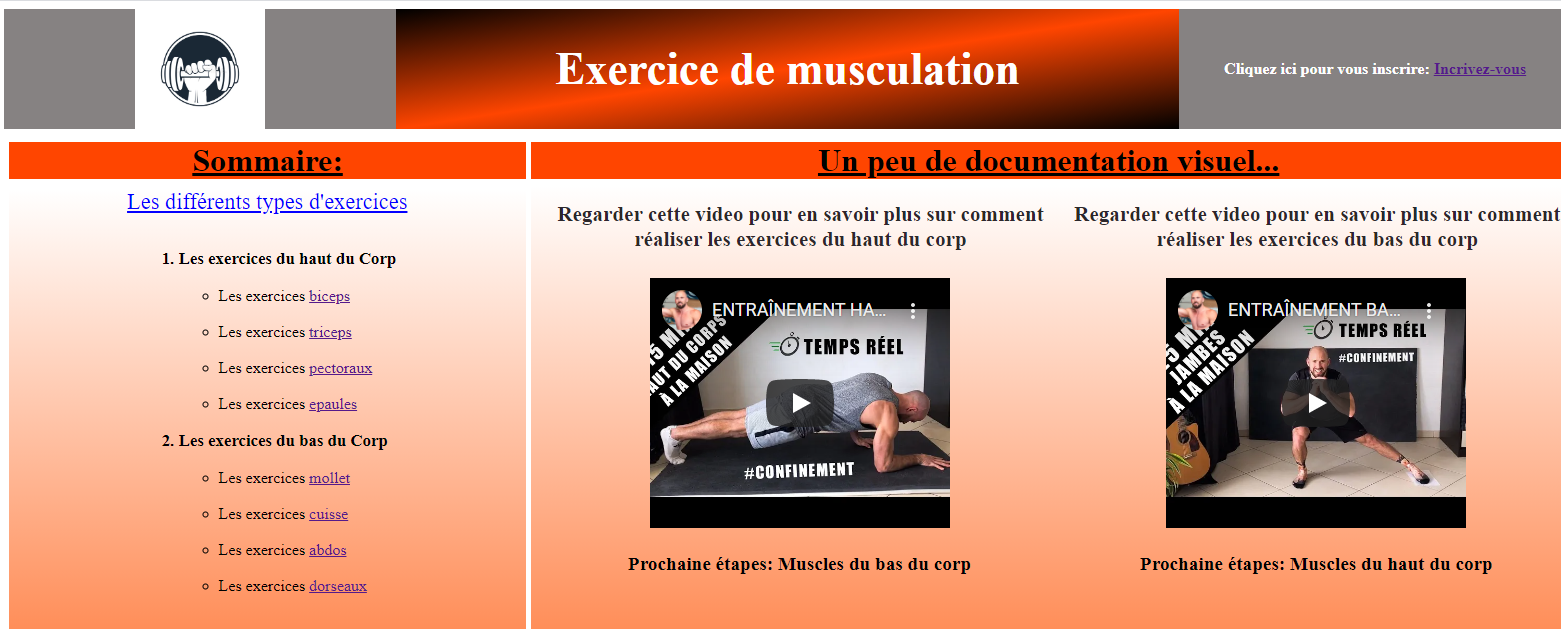 Exercice de musculation
Cliquez ici pour vous inscrire: Incrivez-vous
Sommaire:
Les différents types d'exercices
1. Les exercices du haut du Corp
Les exercices biceps
Les exercices triceps
Les exercices pectoraux
Les exercices epaules
2. Les exercices du bas du Corp
Les exercices mollet
Les exercices cuisse
Les exercices abdos
Les exercices dorseaux
Un peu de documentation visuel...
Regarder cette video pour en savoir plus sur comment
réaliser les exercices du haut du corp
ENTRAÎNEMENT HA...
DU CORPS
À LA MAISON
TEMPS RÉEL
#CONFINEMENT
Prochaine étapes: Muscles du bas du corp
Regarder cette video pour en savoir plus sur comment
réaliser les exercices du bas du corp
ENTRAÎNEMENT BA...
JAMBES
À LA MAISON
TEMPS RÉEL
#CONFINEMENT
Prochaine étapes: Muscles du haut du corp